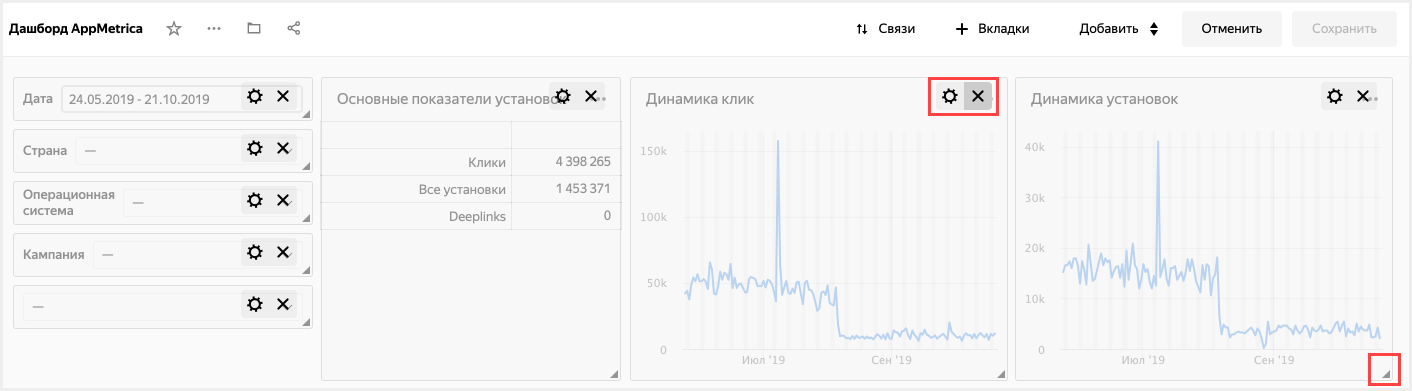 Дашборд AppMetrica
Связи
Вкладки
Добавить
Отменить
Сохранить
Дата
24.05.2019 - 21.10.2019
Страна
—
Операционная
система
—
Кампания
—
—
Основные показатели установок
Клики 4 398 265
Все установки 1 453 371
Deeplinks 0
Динамика клик
150k
100k
50k
0
Июл '19
Сен '19
Динамика установок
40k
30k
20k
10k
0
Июл '19
Сен '19